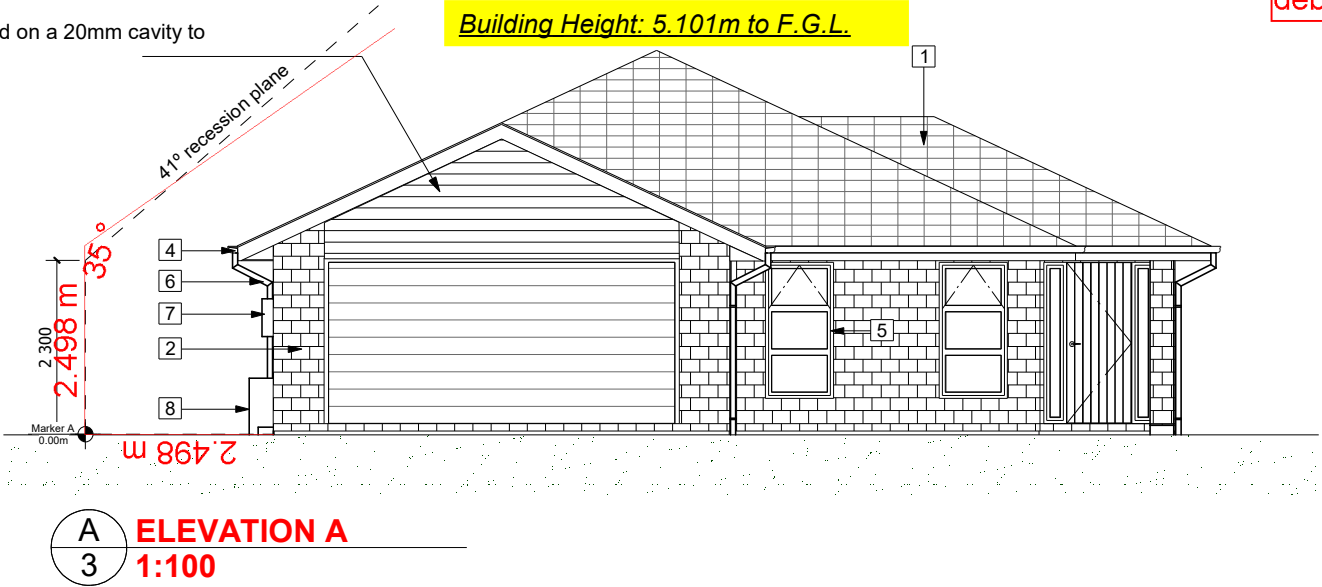 d on a 20mm cavity to
Building Height: 5.101m to F.G.L.
deb
1
41° recession plane
35°
4
6
7
2
8
5
2 300
2.498 m
Marker A
0.00m
2.498 m
A
3
ELEVATION A
1:100